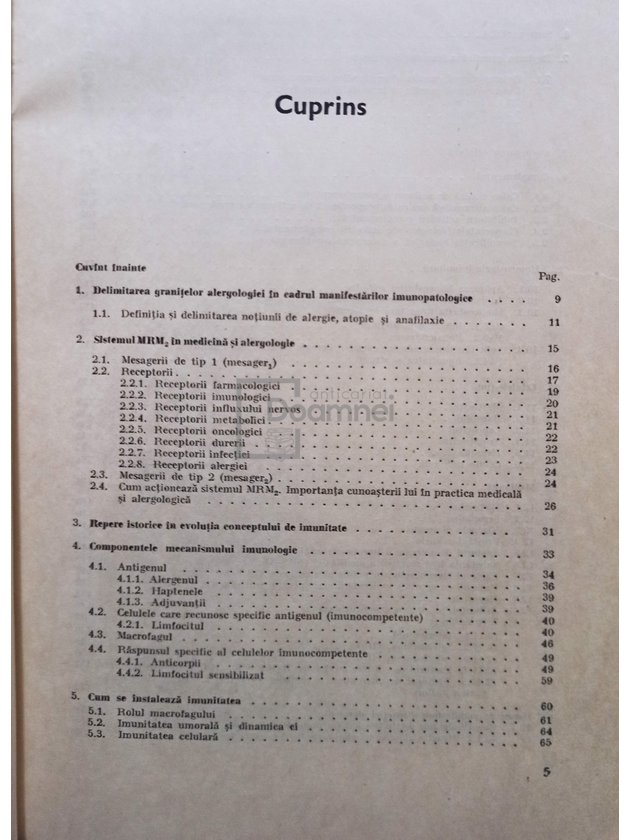 Cuprins
Cuvînt înainte
Pag.
1. Delimitarea granițelor alergologiei în cadrul manifestărilor imunopatologice . . . . 9
1.1. Definiția și delimitarea noțiunii de alergie, atopie și anafilaxie . . . . . . . 11
2. Sistemul MRM₂ în medicină și alergologie . . . . . . . 15
2.1. Mesagerii de tip 1 (mesager₁) . . . . . . . 16
2.2. Receptorii . . . . . . . 17
2.2.1. Receptorii farmacologici . . . . . . . 19
2.2.2. Receptorii imunologici . . . . . . . 20
2.2.3. Receptorii influxului nervos . . . . . . . 21
2.2.4. Receptorii metabolici . . . . . . . 21
2.2.5. Receptorii oncologici . . . . . . . 22
2.2.6. Receptorii durerii . . . . . . . 22
2.2.7. Receptorii infecției . . . . . . . 23
2.2.8. Receptorii alergiei . . . . . . . 24
2.3. Mesagerii de tip 2 (mesager₂) . . . . . . . 24
2.4. Cum acționează sistemul MRM₂. Importanța cunoașterii lui în practica medicală
și alergologică . . . . . . . 26
3. Repere istorice în evoluția conceptului de imunitate . . . . . . . 31
4. Componentele mecanismului imunologic . . . . . . . 33
4.1. Antigenul . . . . . . . 34
4.1.1. Alergenul . . . . . . . 36
4.1.2. Haptenele . . . . . . . 39
4.1.3. Adjuvanții . . . . . . . 39
4.2. Celulele care recunosc specific antigenul (imunocompetente) . . . . . . . 40
4.2.1. Limfocitul . . . . . . . 40
4.3. Macrofagul . . . . . . . 46
4.4. Răspunsul specific al celulelor imunocompetente . . . . . . . 49
4.4.1. Anticorpii . . . . . . . 49
4.4.2. Limfocitul sensibilizat . . . . . . . 59
5. Cum se instalează imunitatea . . . . . . . 60
5.1. Rolul macrofagului . . . . . . . 61
5.2. Imunitatea umorală și dinamica ei . . . . . . . 64
5.3. Imunitatea celulară . . . . . . . 65
5
anticariat
Doamnei